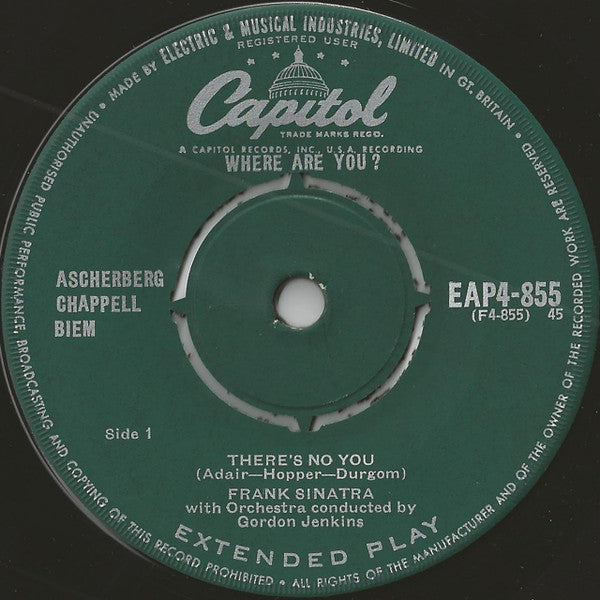 MADE BY ELECTRIC & MUSICAL INDUSTRIES, LIMITED IN GT. BRITAIN
REGISTERED USER
Capitol
TRADE MARKS REGD.
A CAPITOL RECORDS, INC., U.S.A. RECORDING
WHERE ARE YOU?
ASCHERBERG
CHAPPELL
BIEM
EAP4-855
(F4-855) 45
Side 1
THERE'S NO YOU
(Adair—Hopper—Durgom)
FRANK SINATRA
with Orchestra conducted by
Gordon Jenkins
EXTENDED PLAY
• ALL RIGHTS OF THE MANUFACTURER AND OF THE OWNER OF THE RECORDED WORK ARE RESERVED •
UNAUTHORISED PUBLIC PERFORMANCE, BROADCASTING AND COPYING OF THIS RECORD PROHIBITED